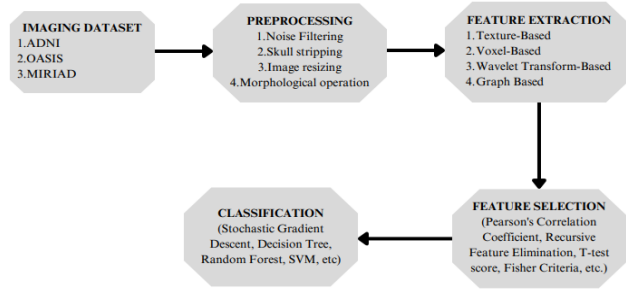 IMAGING DATASET
1.ADNI
2.OASIS
3.MIRIAD
PREPROCESSING
1.Noise Filtering
2.Skull stripping
3.Image resizing
4.Morphological operation
FEATURE EXTRACTION
1.Texture-Based
2.Voxel-Based
3.Wavelet Transform-Based
4.Graph Based
FEATURE SELECTION
(Pearson's Correlation
Coefficient, Recursive
Feature Elimination, T-test
score, Fisher Criteria, etc.)
CLASSIFICATION
(Stochastic Gradient
Descent, Decision Tree,
Random Forest, SVM, etc)